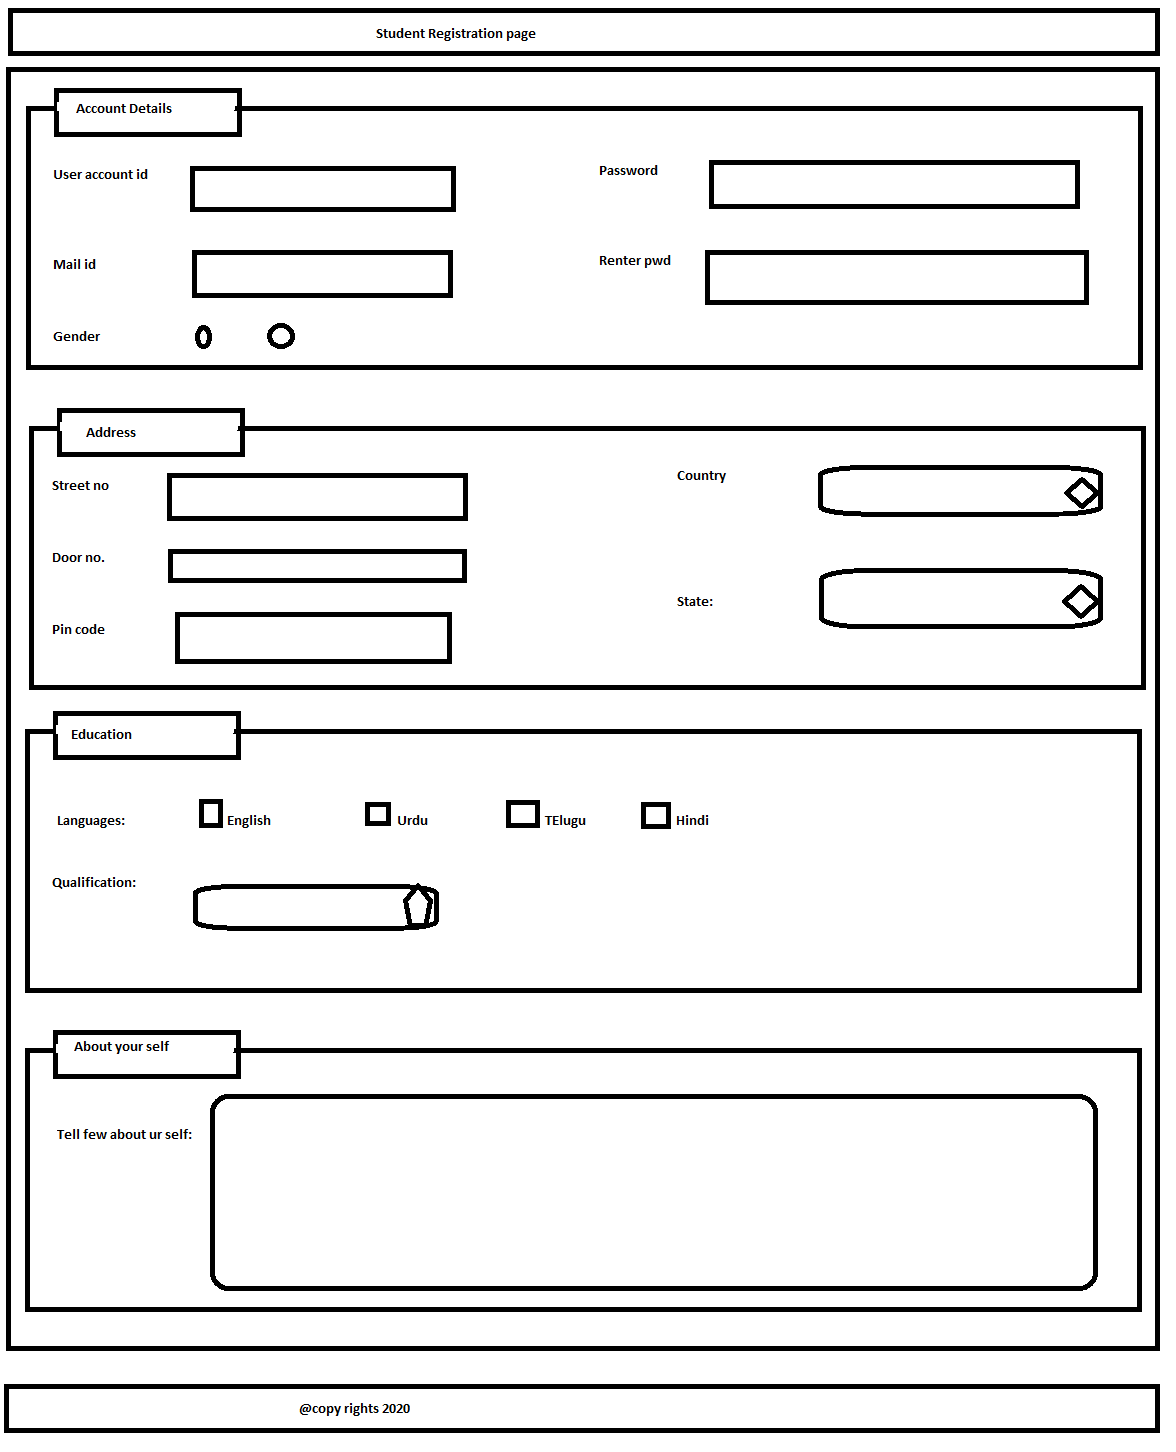 Student Registration page
Account Details
User account id
Password
Mail id
Renter pwd
Gender
Address
Street no
Country
Door no.
State:
Pin code
Education
Languages:
English
Urdu
TElugu
Hindi
Qualification:
About your self
Tell few about ur self:
@copy rights 2020